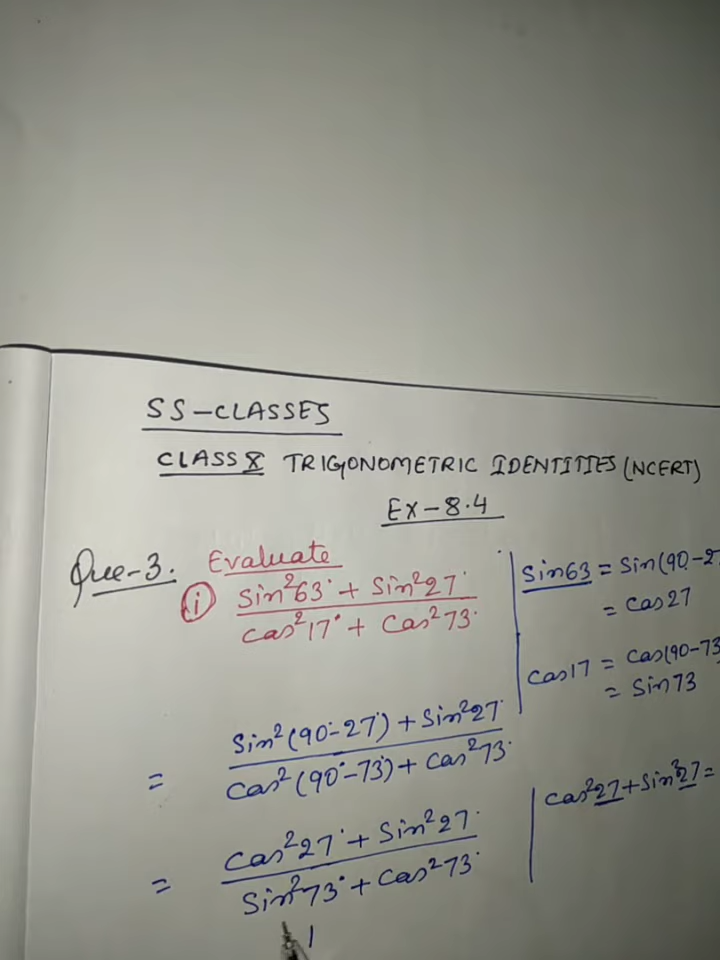 SS-CLASSES
CLASS X TRIGONOMETRIC IDENTITIES (NCERT)
EX-8.4
Que-3. Evaluate
(i) Sin²63° + Sin²27° / Cos²17° + Cos²73°
Sin63 = Sin(90-2
= Cos27
Cos17 = Cos(90-73
= Sin73
= Sin²(90°-27°) + Sin²27° / Cos²(90°-73°) + Cos²73°
= Cos²27° + Sin²27° / Sin²73° + Cos²73°
Cos²27 + Sin²27 =
1